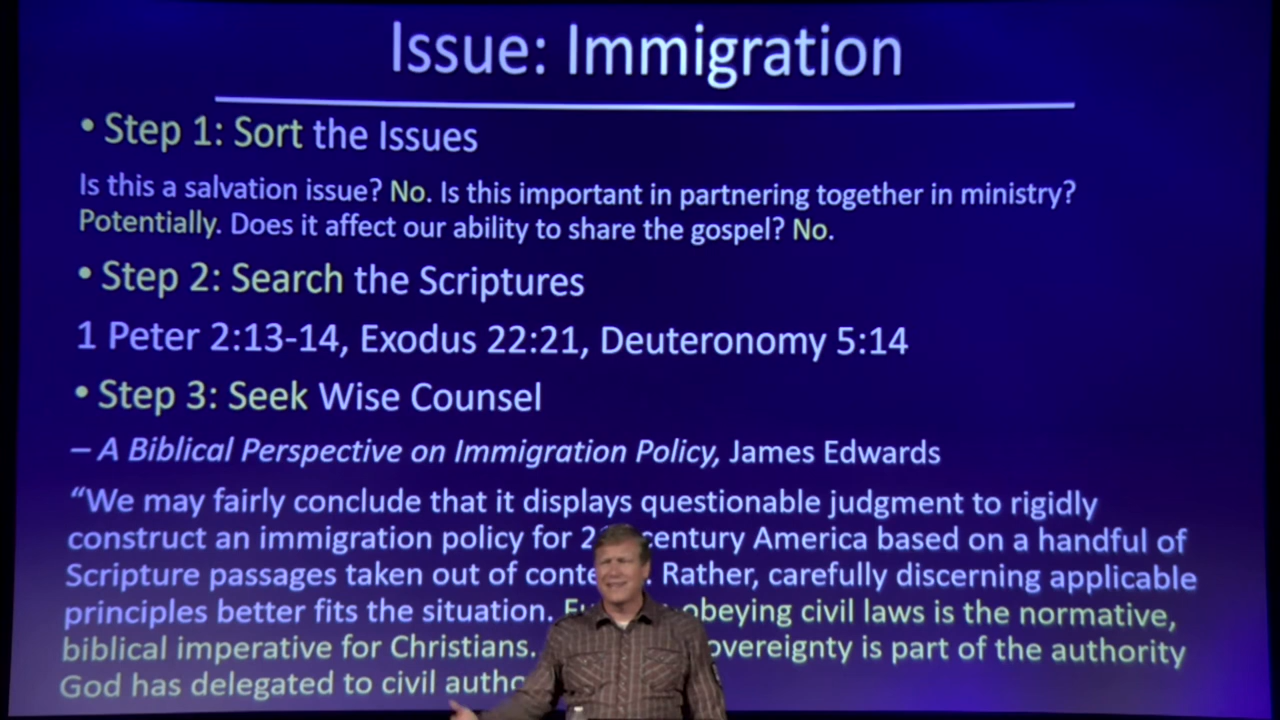 Issue: Immigration
• Step 1: Sort the Issues
Is this a salvation issue? No. Is this important in partnering together in ministry?
Potentially. Does it affect our ability to share the gospel? No.
• Step 2: Search the Scriptures
1 Peter 2:13-14, Exodus 22:21, Deuteronomy 5:14
• Step 3: Seek Wise Counsel
– A Biblical Perspective on Immigration Policy, James Edwards
“We may fairly conclude that it displays questionable judgment to rigidly
construct an immigration policy for century America based on a handful of
Scripture passages taken out of Rather, carefully discerning applicable
principles better fits the situation. obeying civil laws is the normative,
biblical imperative for Christians. is part of the authority
God has delegated to civil